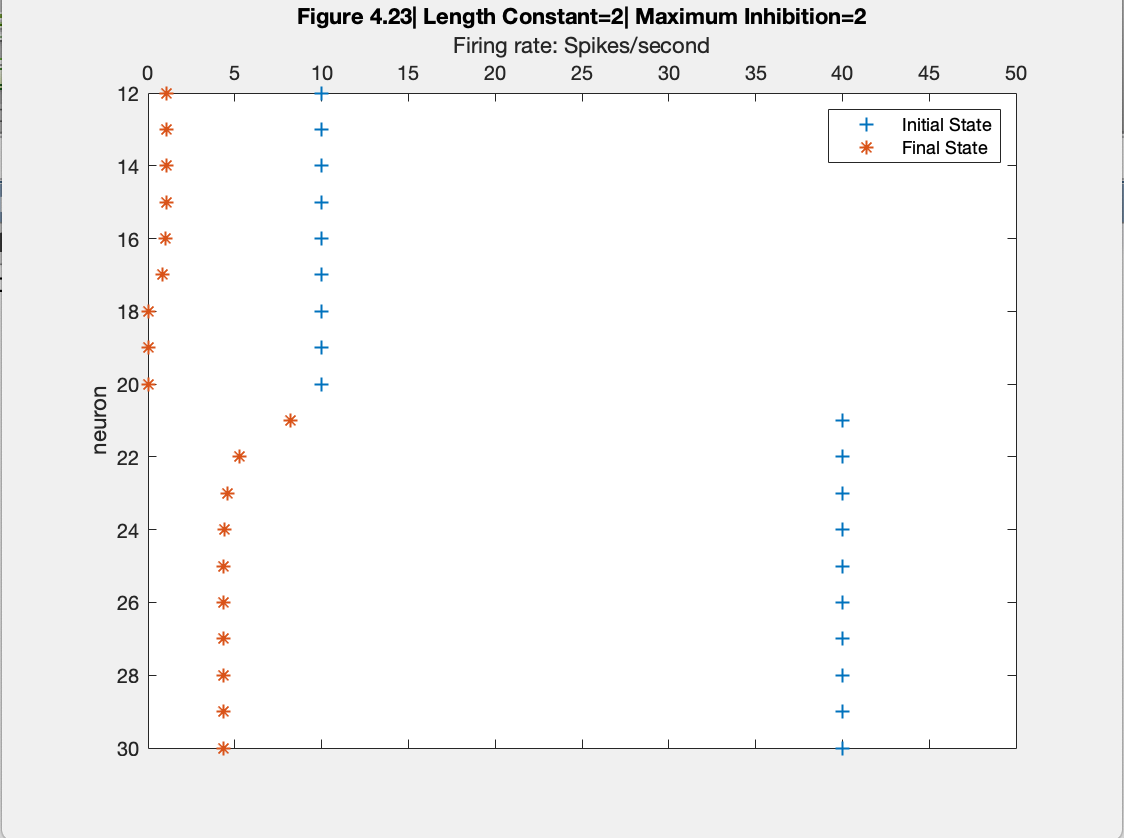 Figure 4.23| Length Constant=2| Maximum Inhibition=2
Firing rate: Spikes/second
0 5 10 15 20 25 30 35 40 45 50
12
14
16
18
20
22
24
26
28
30
neuron
Initial State
Final State